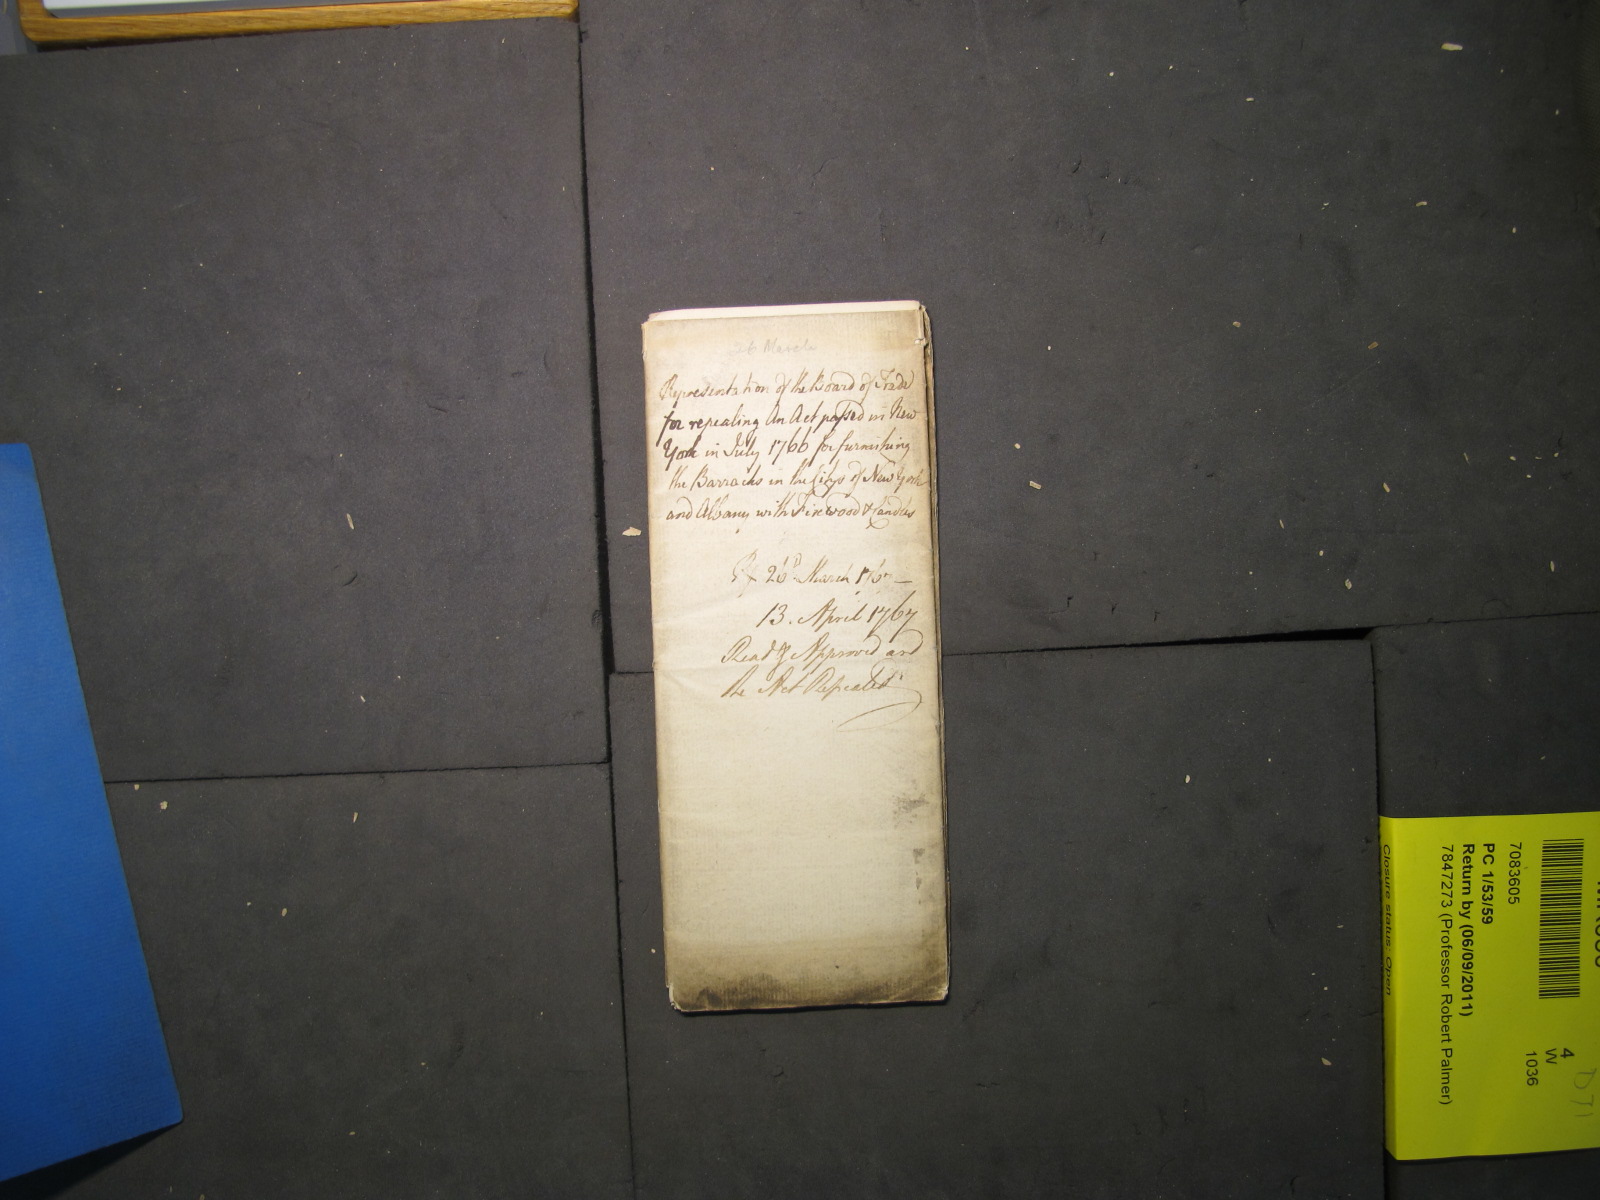 26 March
Representation of the Board of Trade
for repealing An Act passed in New
York in July 1766 for furnishing
the Barracks in the Citys of New York
and Albany with Firewood & Candles
26 March 1767
13. April 1767
Read & Approved and
the Act Repealed
7083605
PC 1/53/59
Return by (06/09/2011)
7847273 (Professor Robert Palmer)
Closure status: Open
4
W
1036
DT1